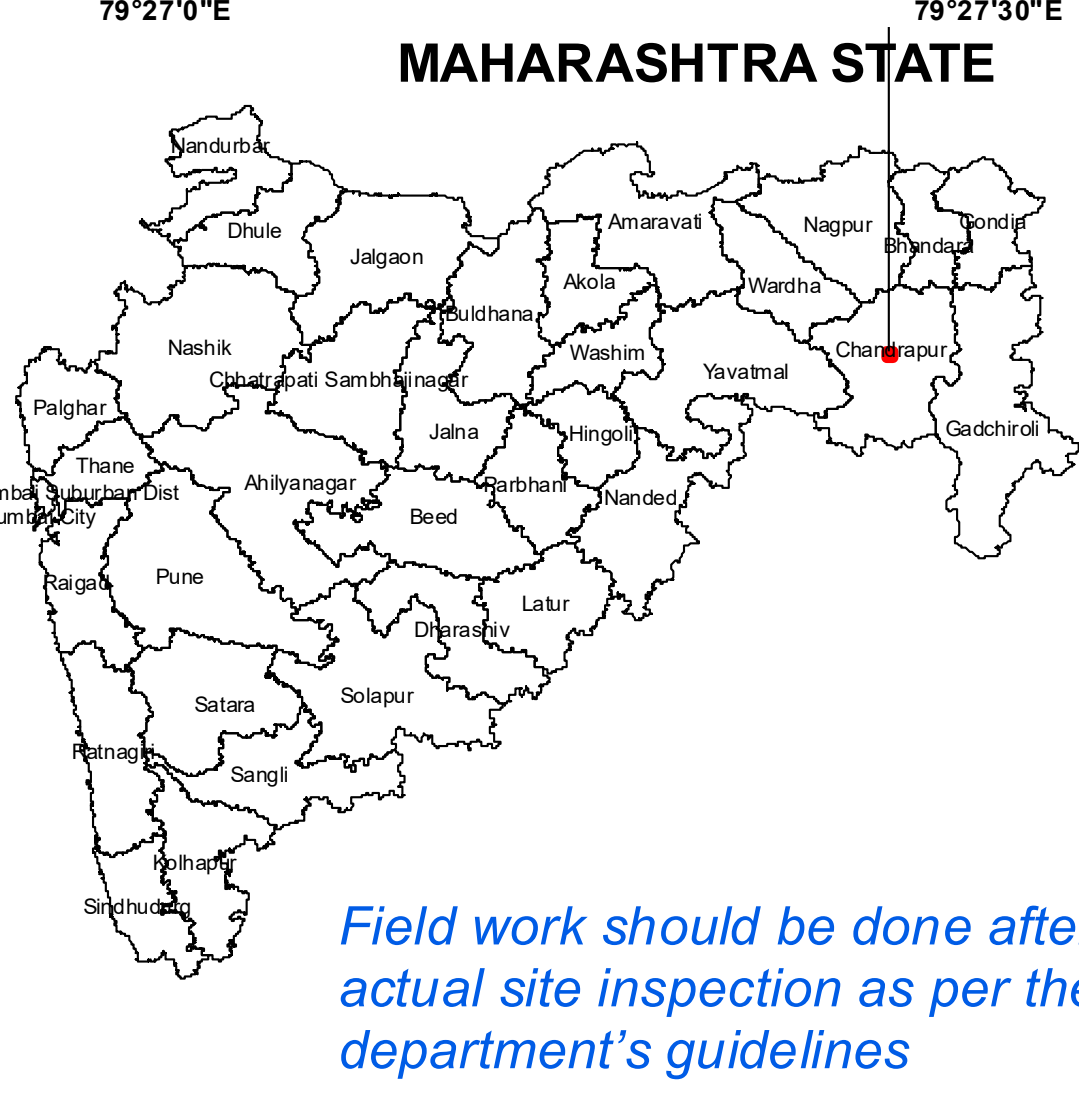 79°27'0"E 79°27'30"E
MAHARASHTRA STATE
Nandurbar
Dhule
Jalgaon
Amaravati
Nagpur
Gondia
Bhandara
Akola
Wardha
Buldhana
Nashik
Washim
Chandrapur
Chhatrapati Sambhajinagar
Yavatmal
Palghar
Jalna
Hingoli
Gadchiroli
Thane
Ahilyanagar
Parbhani
mbai Suburban Dist
Nanded
umbai City
Beed
Raigad
Pune
Latur
Dharashiv
Solapur
Satara
Ratnagiri
Sangli
Kolhapur
Sindhudurg
Field work should be done afte
actual site inspection as per the
department’s guidelines